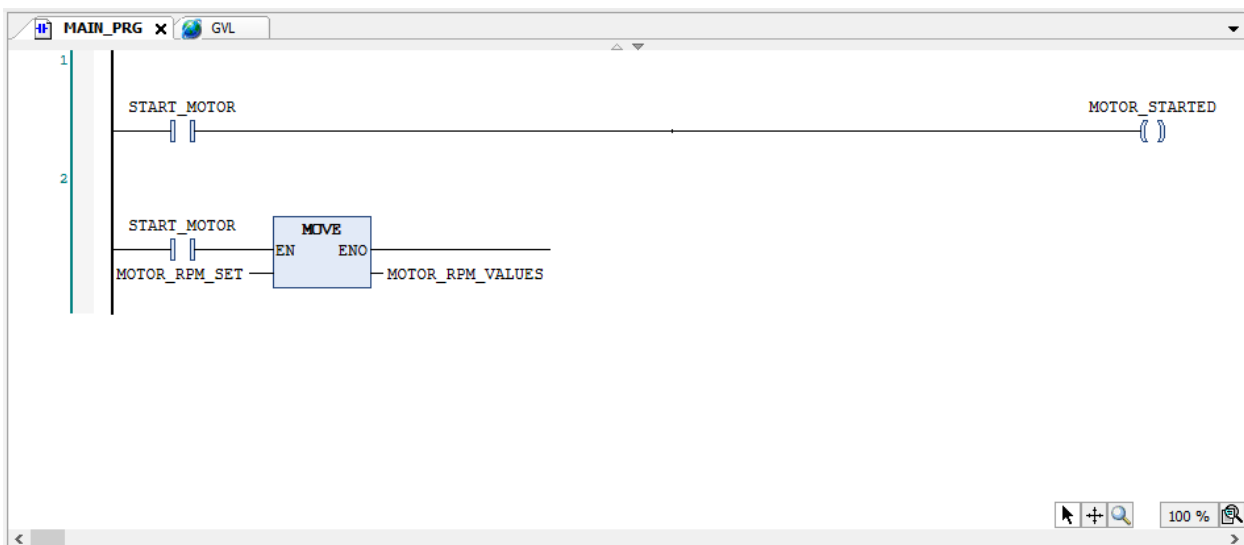 MAIN_PRG X GVL
1
START_MOTOR MOTOR_STARTED
2
START_MOTOR MOVE
EN ENO
MOTOR_RPM_SET MOTOR_RPM_VALUES
100 %